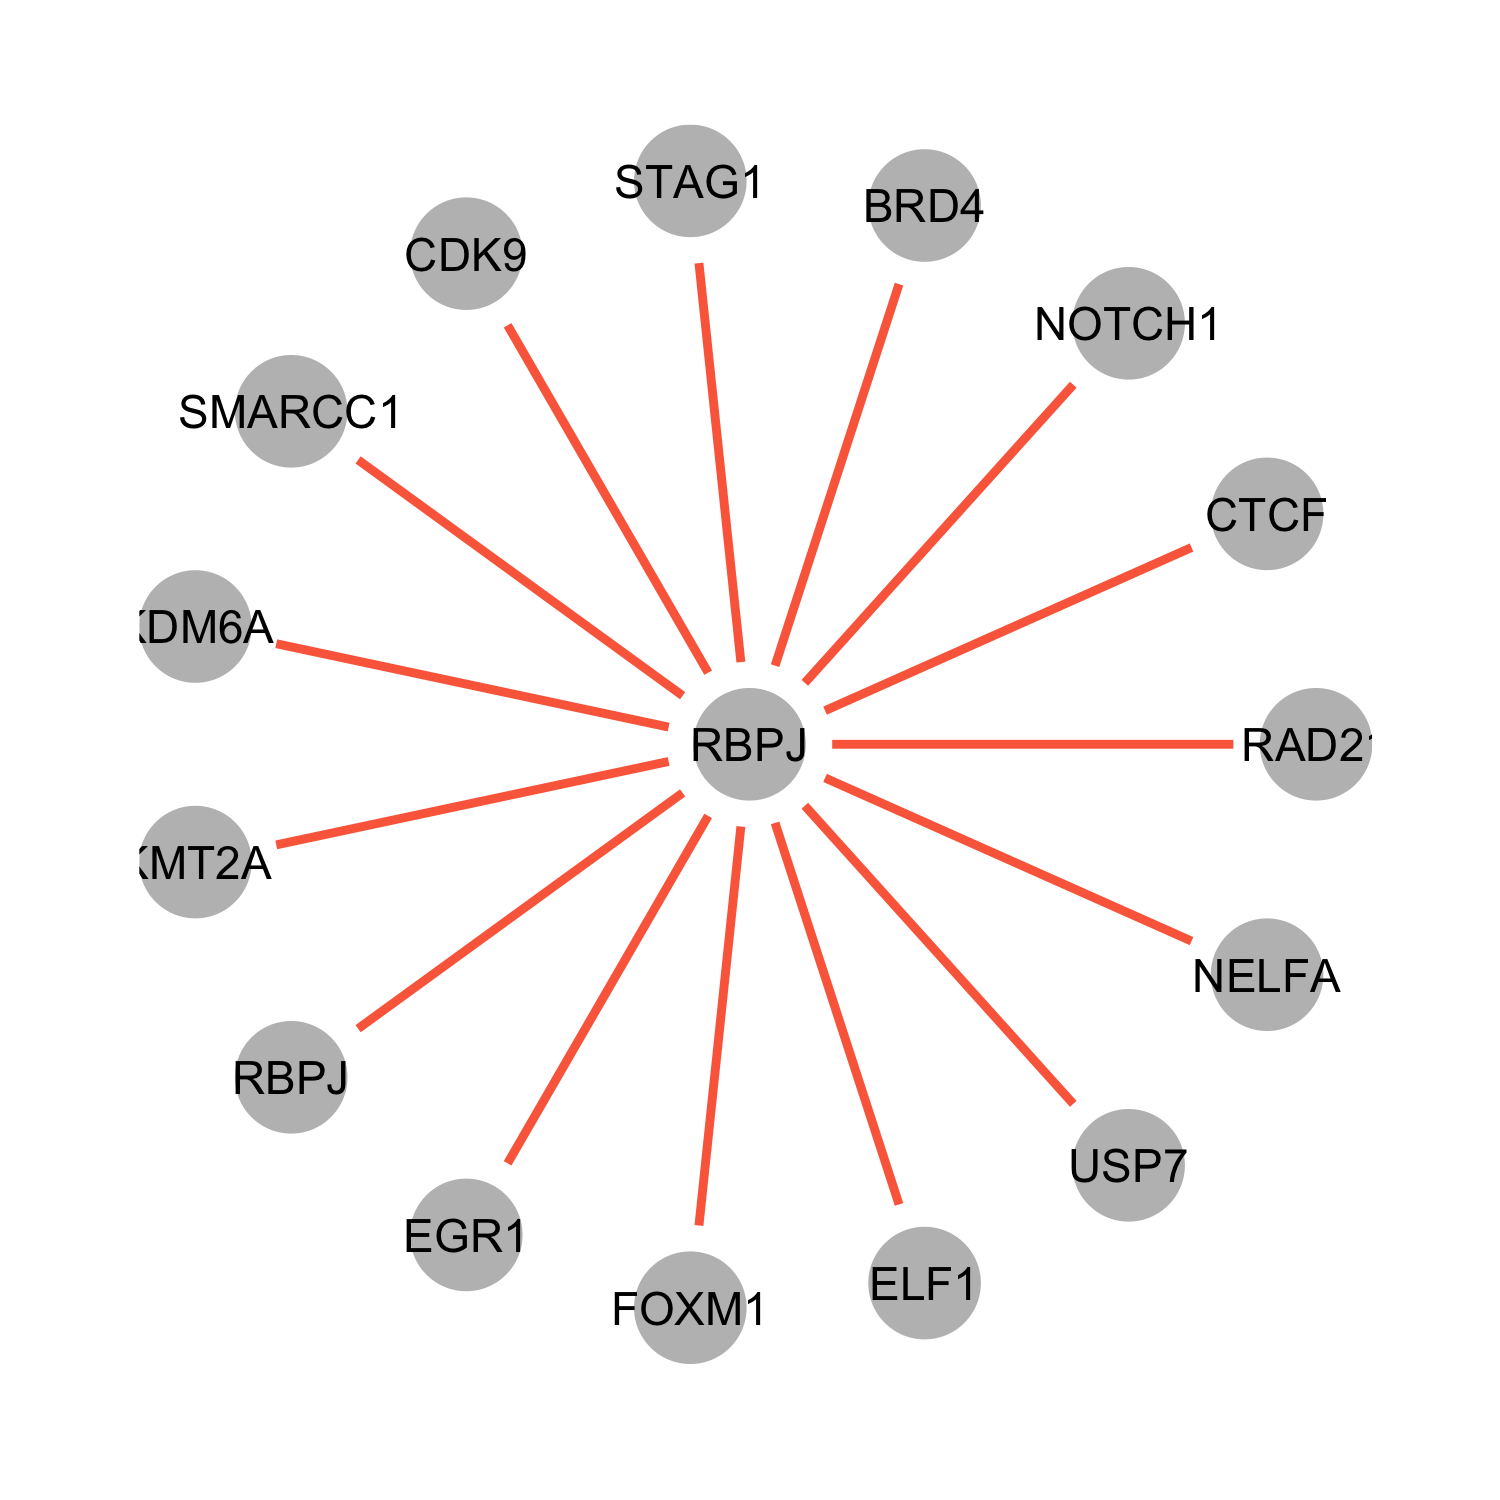 STAG1
BRD4
CDK9
NOTCH1
SMARCC1
CTCF
KDM6A
RBPJ
RAD21
KMT2A
NELFA
RBPJ
USP7
EGR1
ELF1
FOXM1